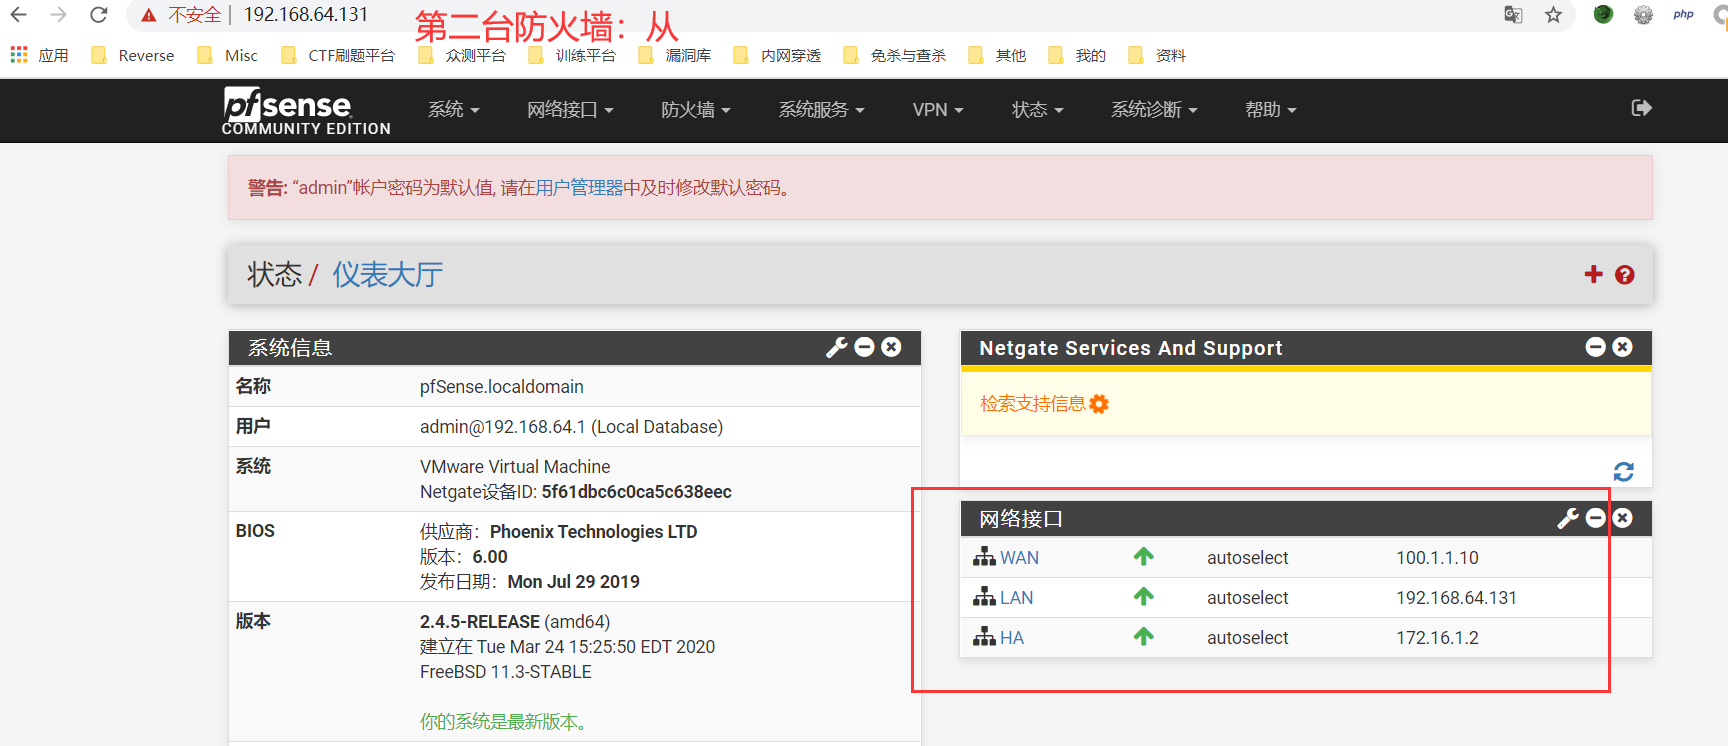 不安全 | 192.168.64.131
php
第二台防火墙：从
应用 Reverse Misc CTF刷题平台 众测平台 训练平台 漏洞库 内网穿透 免杀与查杀 其他 我的 资料
pfsense
COMMUNITY EDITION
系统 网络接口 防火墙 系统服务 VPN 状态 系统诊断 帮助
警告: “admin”帐户密码为默认值, 请在用户管理器中及时修改默认密码。
状态 / 仪表大厅
系统信息
名称 pfSense.localdomain
用户 admin@192.168.64.1 (Local Database)
系统 VMware Virtual Machine
Netgate设备ID: 5f61dbc6c0ca5c638eec
BIOS 供应商：Phoenix Technologies LTD
版本：6.00
发布日期：Mon Jul 29 2019
版本 2.4.5-RELEASE (amd64)
建立在 Tue Mar 24 15:25:50 EDT 2020
FreeBSD 11.3-STABLE
你的系统是最新版本。
Netgate Services And Support
检索支持信息
网络接口
WAN autoselect 100.1.1.10
LAN autoselect 192.168.64.131
HA autoselect 172.16.1.2